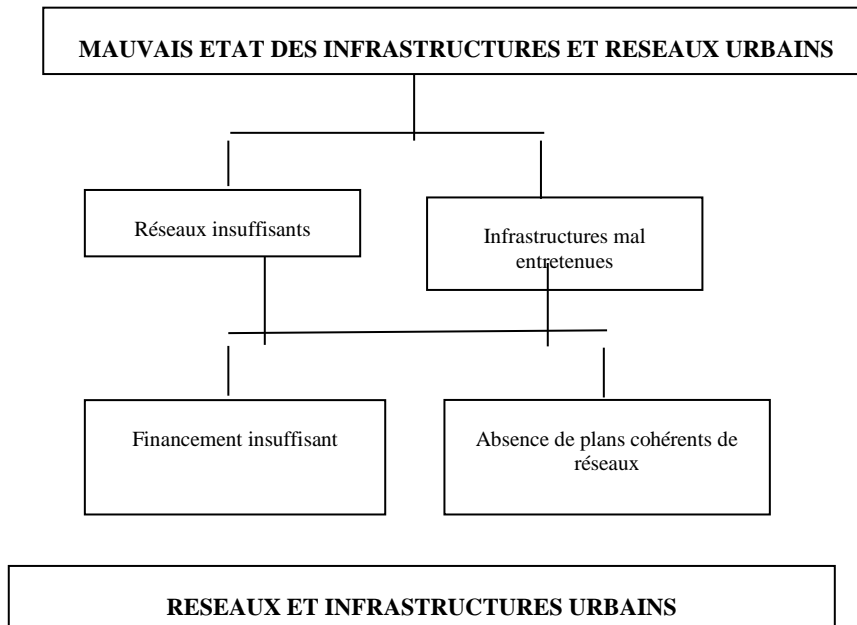 MAUVAIS ETAT DES INFRASTRUCTURES ET RESEAUX URBAINS
Réseaux insuffisants
Infrastructures mal
entretenues
Financement insuffisant
Absence de plans cohérents de
réseaux
RESEAUX ET INFRASTRUCTURES URBAINS